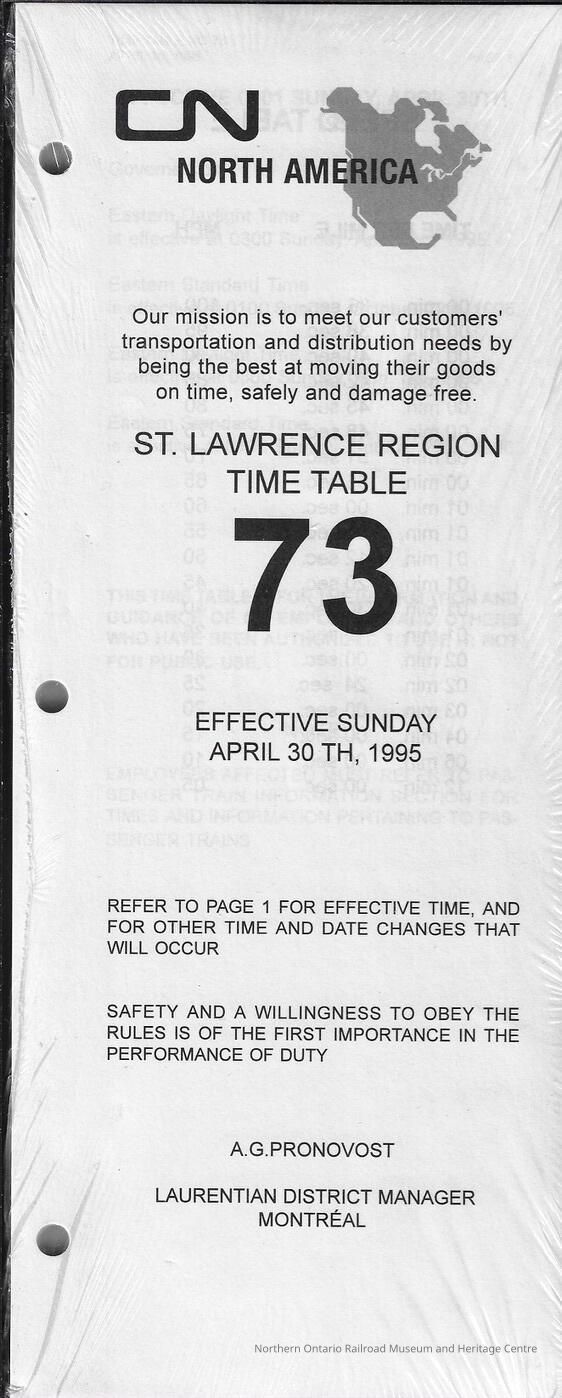 CN
NORTH AMERICA
Our mission is to meet our customers'
transportation and distribution needs by
being the best at moving their goods
on time, safely and damage free.
ST. LAWRENCE REGION
TIME TABLE
73
EFFECTIVE SUNDAY
APRIL 30 TH, 1995
REFER TO PAGE 1 FOR EFFECTIVE TIME, AND
FOR OTHER TIME AND DATE CHANGES THAT
WILL OCCUR
SAFETY AND A WILLINGNESS TO OBEY THE
RULES IS OF THE FIRST IMPORTANCE IN THE
PERFORMANCE OF DUTY
A.G.PRONOVOST
LAURENTIAN DISTRICT MANAGER
MONTRÉAL
Northern Ontario Railroad Museum and Heritage Centre